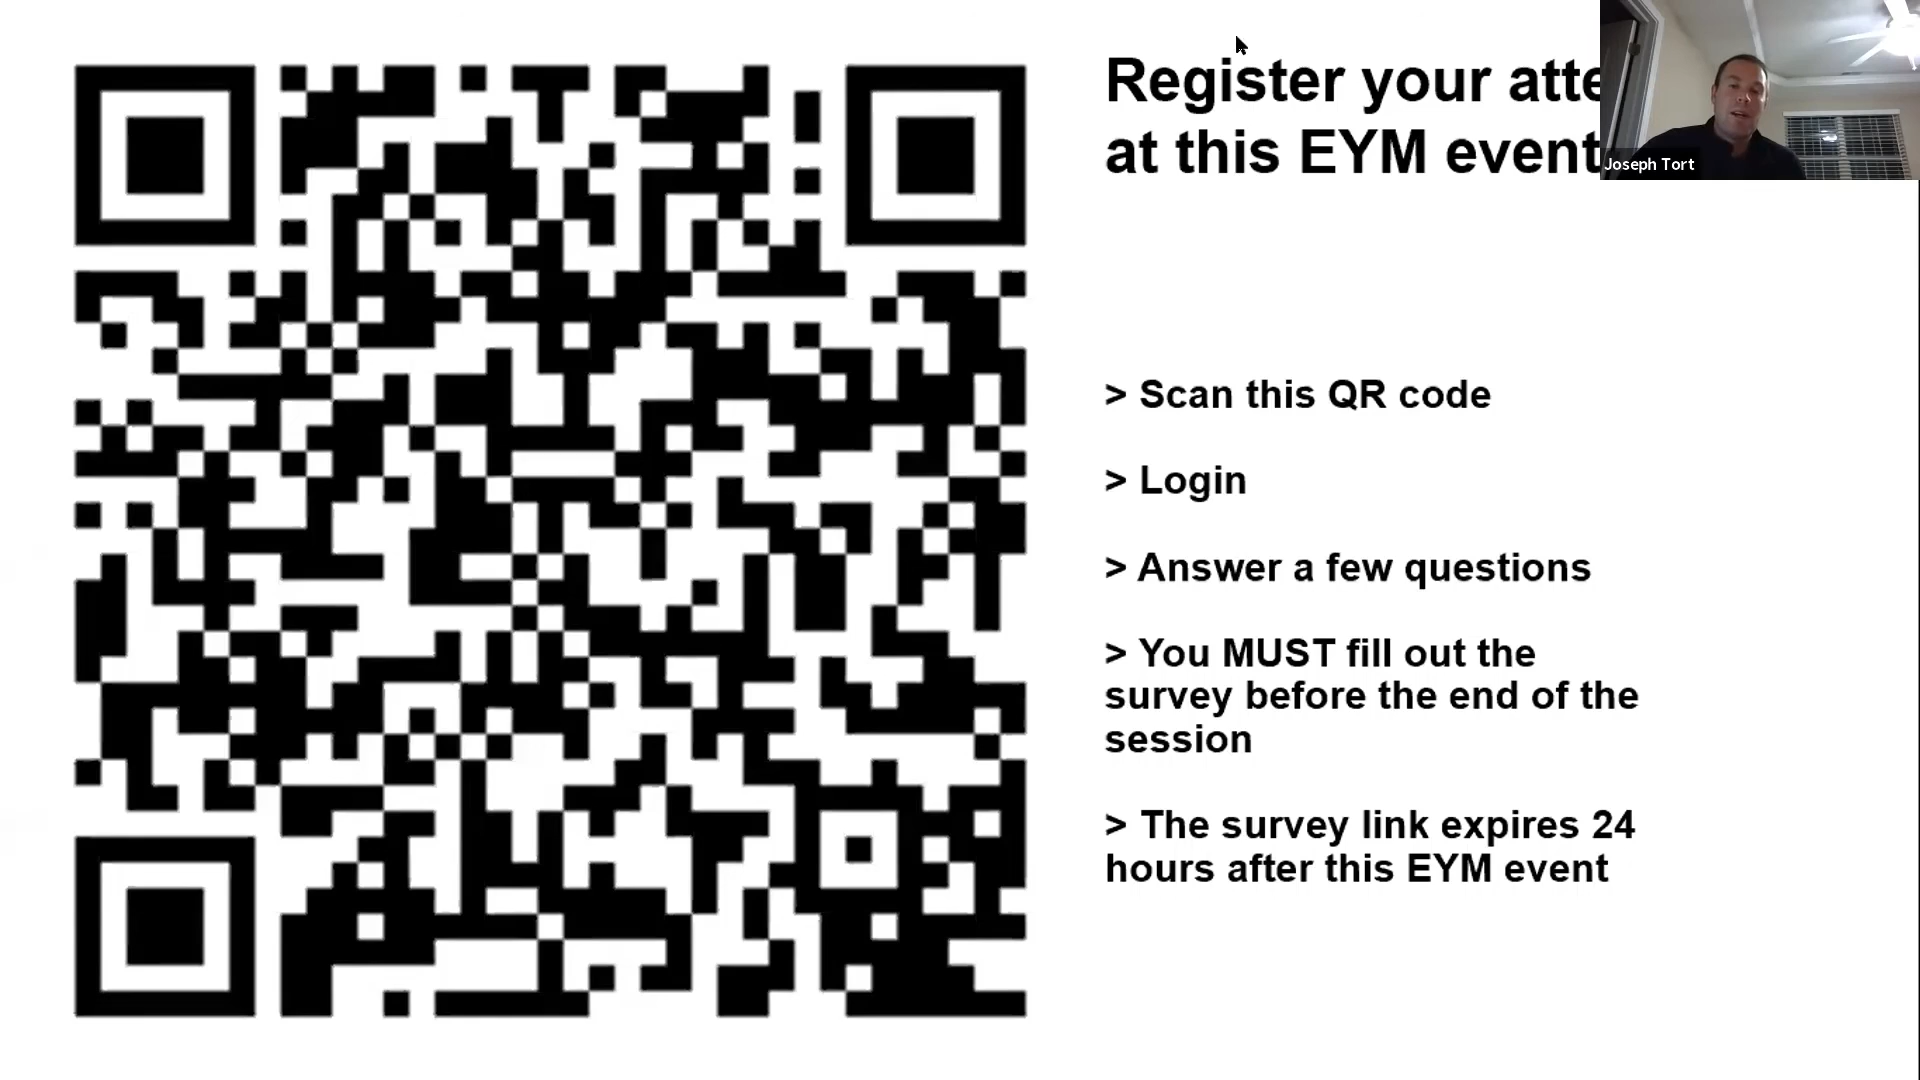 Register your atte
at this EYM event
Joseph Tort
> Scan this QR code
> Login
> Answer a few questions
> You MUST fill out the
survey before the end of the
session
> The survey link expires 24
hours after this EYM event